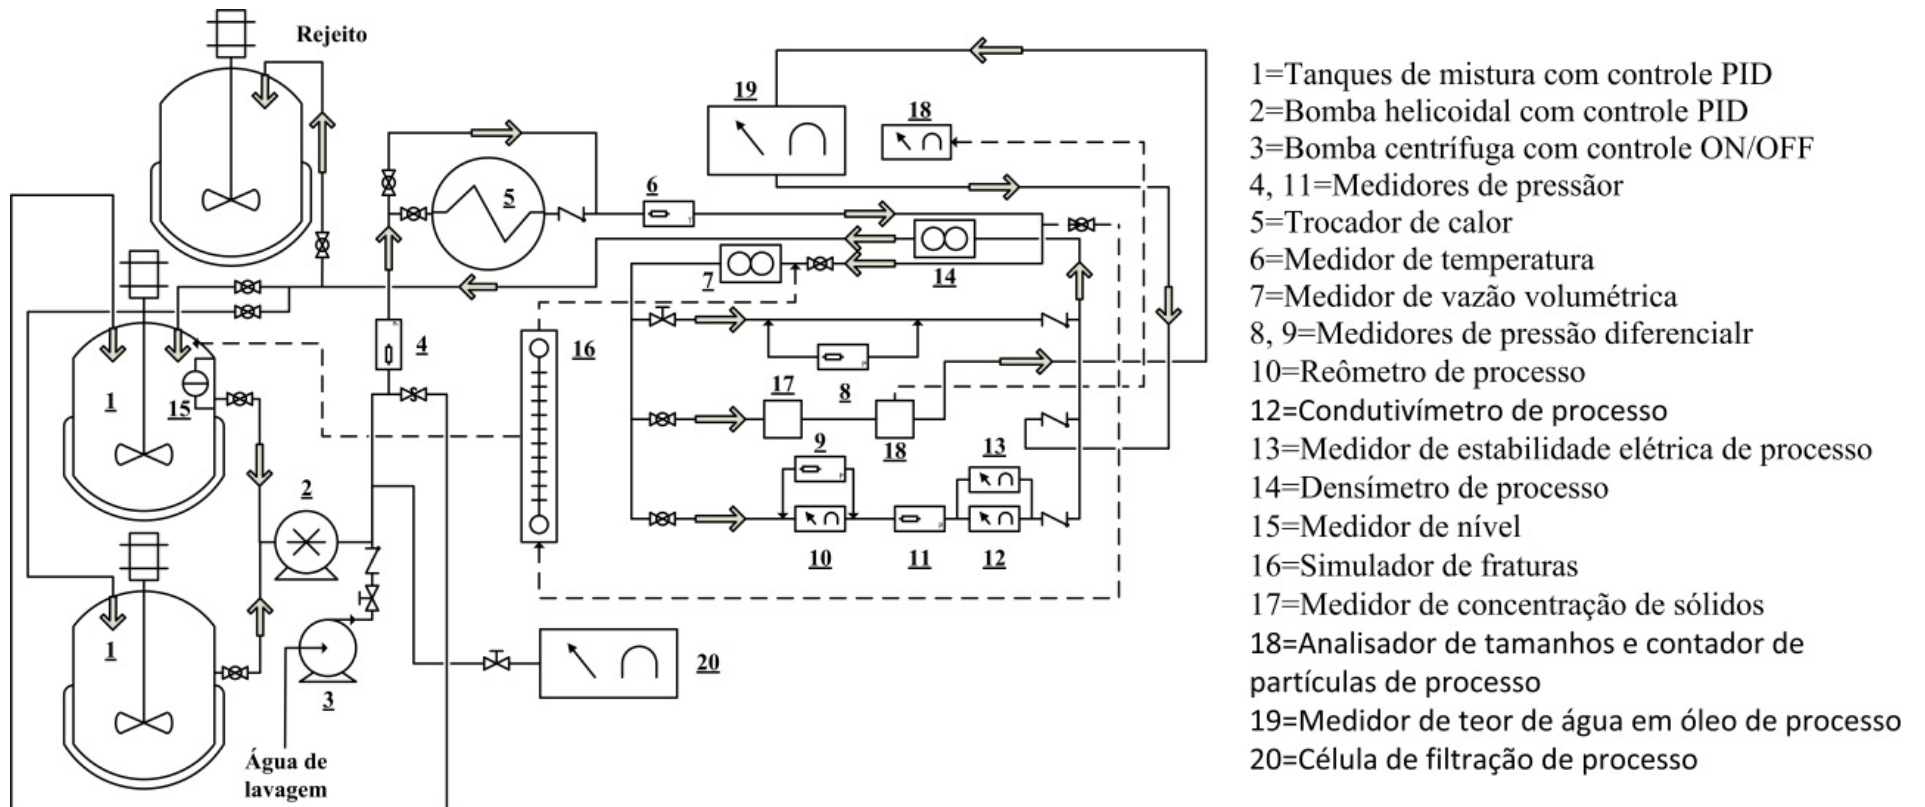 Rejeito
19
18
6
5
14
7
4
16
8
17
1
15
18
9
13
2
10
11
12
1
3
20
Água de
lavagem
1=Tanques de mistura com controle PID
2=Bomba helicoidal com controle PID
3=Bomba centrífuga com controle ON/OFF
4, 11=Medidores de pressãor
5=Trocador de calor
6=Medidor de temperatura
7=Medidor de vazão volumétrica
8, 9=Medidores de pressão diferencialr
10=Reômetro de processo
12=Condutivímetro de processo
13=Medidor de estabilidade elétrica de processo
14=Densímetro de processo
15=Medidor de nível
16=Simulador de fraturas
17=Medidor de concentração de sólidos
18=Analisador de tamanhos e contador de
partículas de processo
19=Medidor de teor de água em óleo de processo
20=Célula de filtração de processo